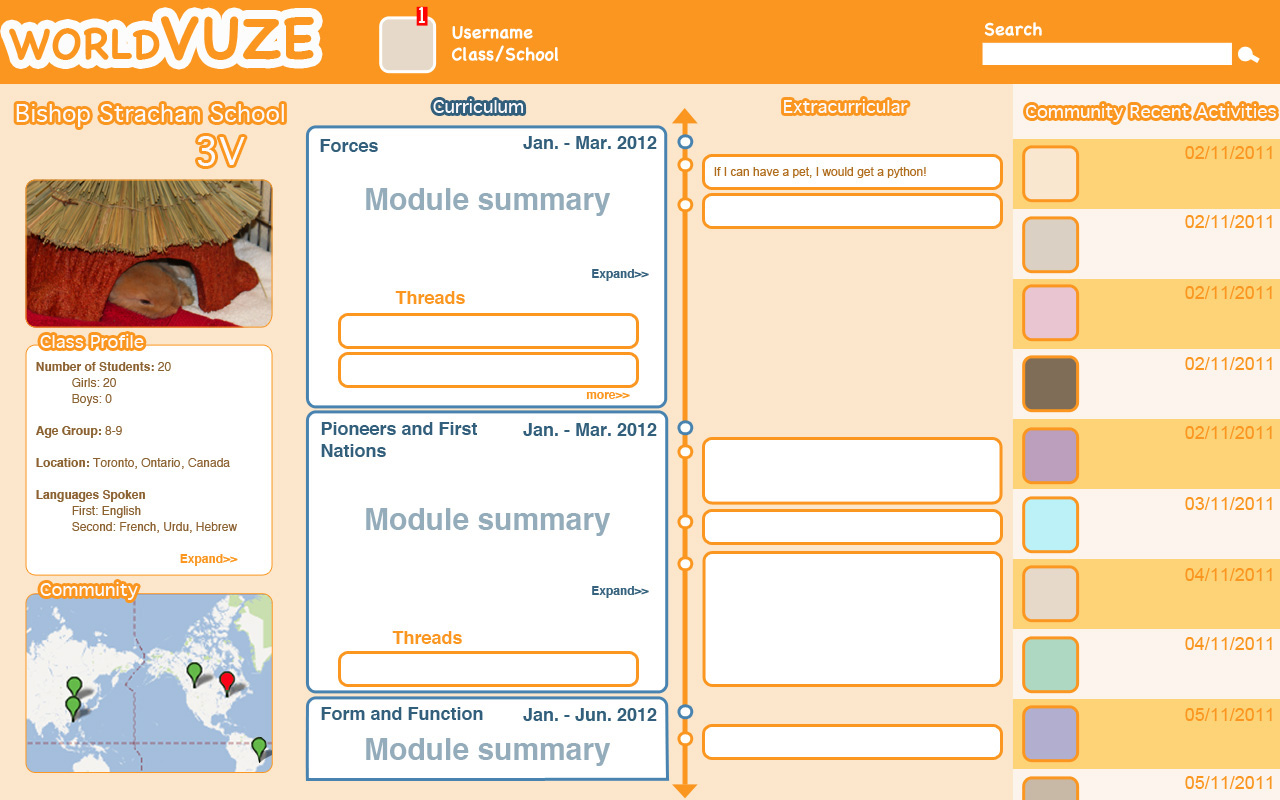 WORLDVUZE
1
Username
Class/School
Search
Bishop Strachan School
3V
Class Profile
Number of Students: 20
Girls: 20
Boys: 0
Age Group: 8-9
Location: Toronto, Ontario, Canada
Languages Spoken
First: English
Second: French, Urdu, Hebrew
Expand>>
Community
Curriculum
Forces
Jan. - Mar. 2012
Module summary
Expand>>
Threads
more>>
Pioneers and First
Nations
Jan. - Mar. 2012
Module summary
Expand>>
Threads
Form and Function
Jan. - Jun. 2012
Module summary
Extracurricular
If I can have a pet, I would get a python!
Community Recent Activities
02/11/2011
02/11/2011
02/11/2011
02/11/2011
02/11/2011
03/11/2011
04/11/2011
04/11/2011
05/11/2011
05/11/2011